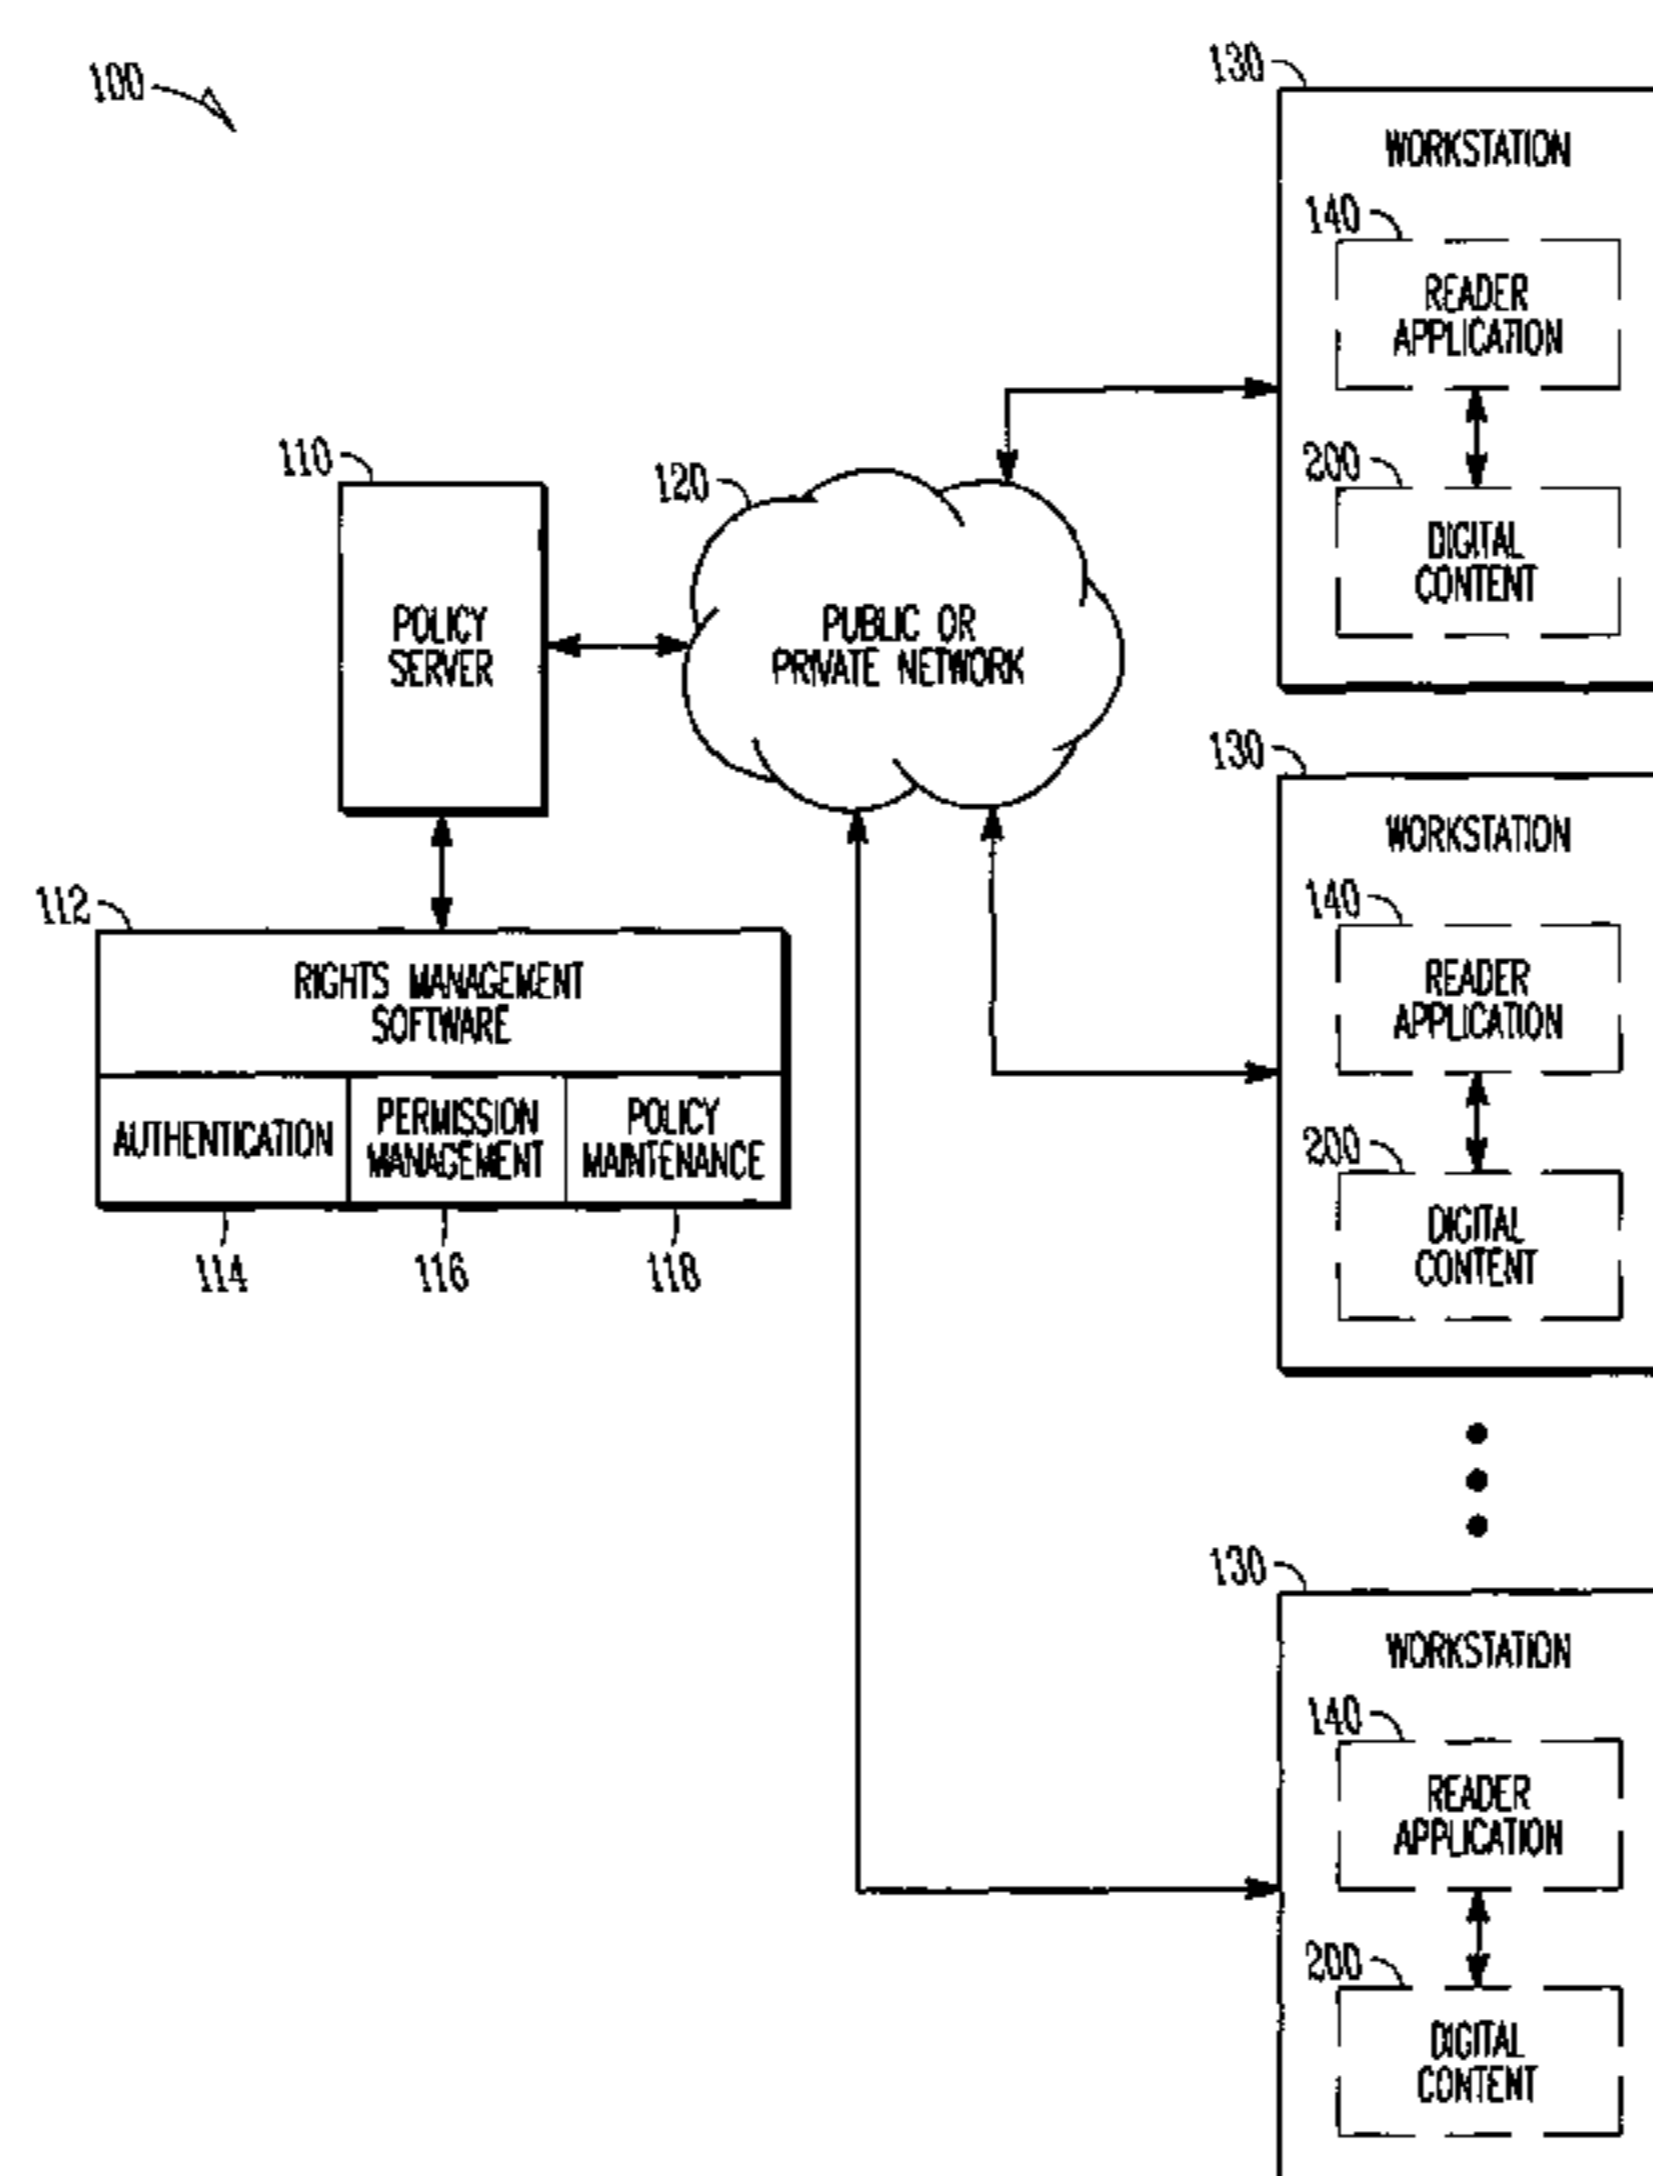 100
130
WORKSTATION
140
READER
APPLICATION
200
DIGITAL
CONTENT
110
POLICY
SERVER
120
PUBLIC OR
PRIVATE NETWORK
112
RIGHTS MANAGEMENT
SOFTWARE
AUTHENTICATION
PERMISSION
MANAGEMENT
POLICY
MAINTENANCE
114
116
118
130
WORKSTATION
140
READER
APPLICATION
200
DIGITAL
CONTENT
130
WORKSTATION
140
READER
APPLICATION
200
DIGITAL
CONTENT